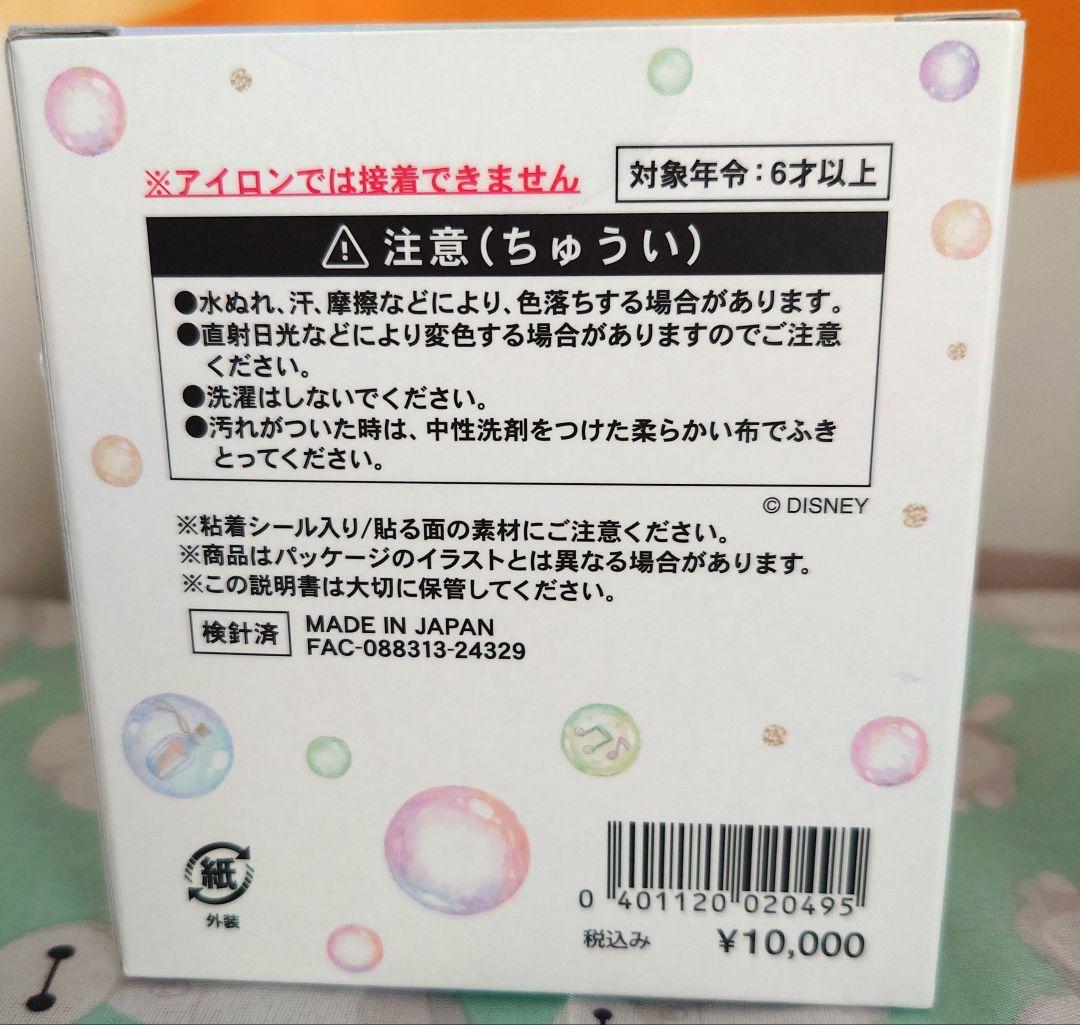 ※アイロンでは接着できません
対象年令：6才以上
注意（ちゅうい）
●水ぬれ、汗、摩擦などにより、色落ちする場合があります。
●直射日光などにより変色する場合がありますのでご注意
ください。
●洗濯はしないでください。
●汚れがついた時は、中性洗剤をつけた柔らかい布でふき
とってください。
© DISNEY
※粘着シール入り/貼る面の素材にご注意ください。
※商品はパッケージのイラストとは異なる場合があります。
※この説明書は大切に保管してください。
検針済
MADE IN JAPAN
FAC-088313-24329
紙
外装
0 401120 020495
税込み ¥10,000